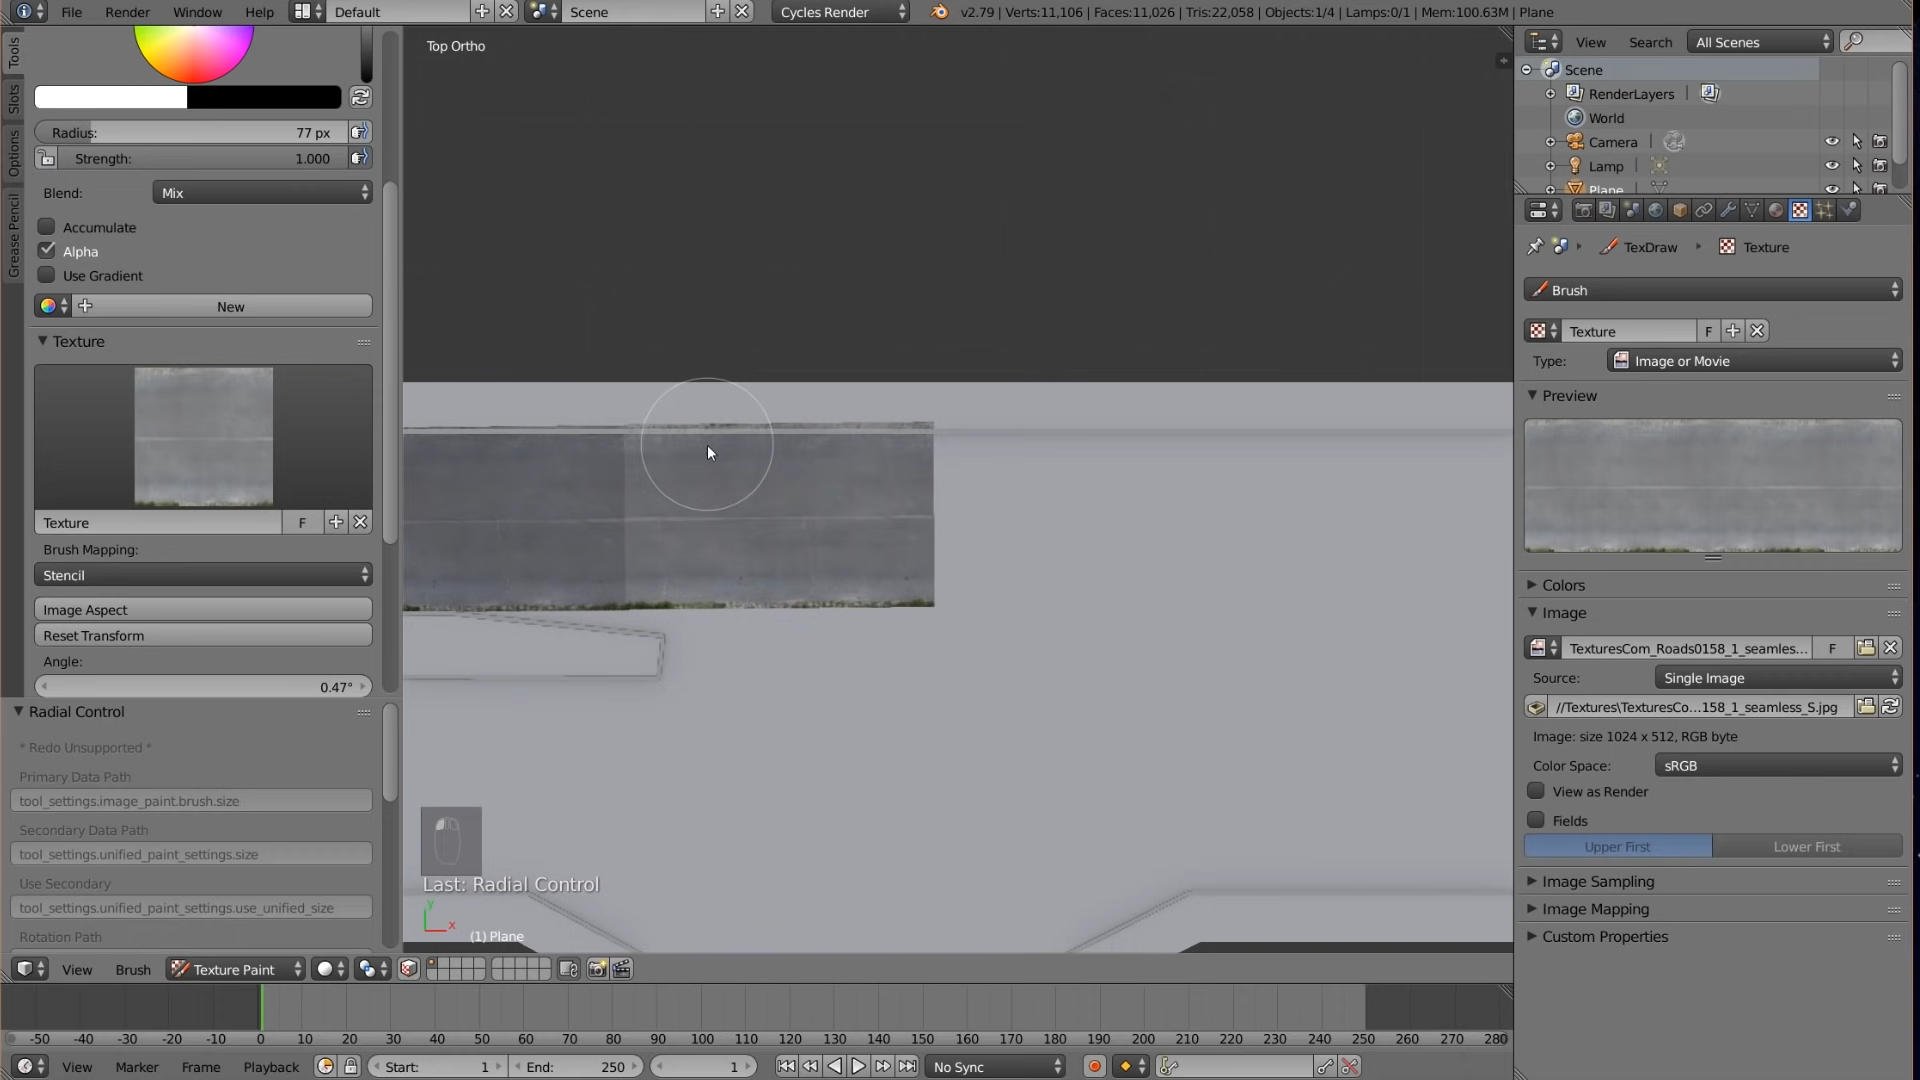 File Render Window Help Default Scene Cycles Render v2.79 | Verts:11,106 | Faces:11,026 | Tris:22,058 | Objects:1/4 | Lamps:0/1 | Mem:100.63M | Plane
Tools
Slots
Options
Grease Pencil
Radius: 77 px
Strength: 1.000
Blend: Mix
Accumulate
Alpha
Use Gradient
New
Texture
Texture F
Brush Mapping:
Stencil
Image Aspect
Reset Transform
Angle:
0.47°
Radial Control
* Redo Unsupported *
Primary Data Path
tool_settings.image_paint.brush.size
Secondary Data Path
tool_settings.unified_paint_settings.size
Use Secondary
tool_settings.unified_paint_settings.use_unified_size
Rotation Path
Top Ortho
Last: Radial Control
y
x
(1) Plane
View Search All Scenes
Scene
RenderLayers
World
Camera
Lamp
Plane
TexDraw Texture
Brush
Texture F
Type: Image or Movie
Preview
Colors
Image
TexturesCom_Roads0158_1_seamles... F
Source: Single Image
//Textures\TexturesCo...158_1_seamless_S.jpg
Image: size 1024 x 512, RGB byte
Color Space: sRGB
View as Render
Fields
Upper First Lower First
Image Sampling
Image Mapping
Custom Properties
View Brush Texture Paint
-50 -40 -30 -20 -10 0 10 20 30 40 50 60 70 80 90 100 110 120 130 140 150 160 170 180 190 200 210 220 230 240 250 260 270 280
View Marker Frame Playback Start: 1 End: 250 1 No Sync